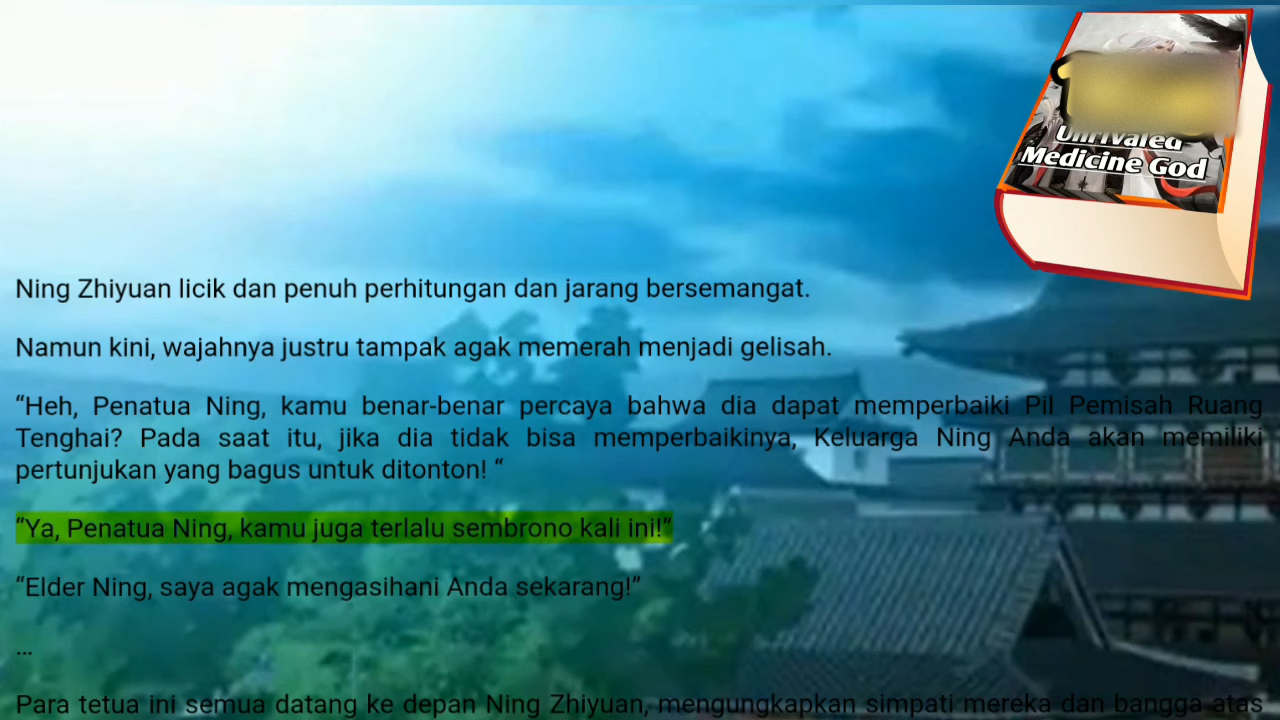 Unrivaled
Medicine God
Ning Zhiyuan licik dan penuh perhitungan dan jarang bersemangat.
Namun kini, wajahnya justru tampak agak memerah menjadi gelisah.
“Heh, Penatua Ning, kamu benar-benar percaya bahwa dia dapat memperbaiki Pil Pemisah Ruang
Tenghai? Pada saat itu, jika dia tidak bisa memperbaikinya, Keluarga Ning Anda akan memiliki
pertunjukan yang bagus untuk ditonton! “
“Ya, Penatua Ning, kamu juga terlalu sembrono kali ini!”
“Elder Ning, saya agak mengasihani Anda sekarang!”
…
Para tetua ini semua datang ke depan Ning Zhiyuan, mengungkapkan simpati mereka dan bangga atas